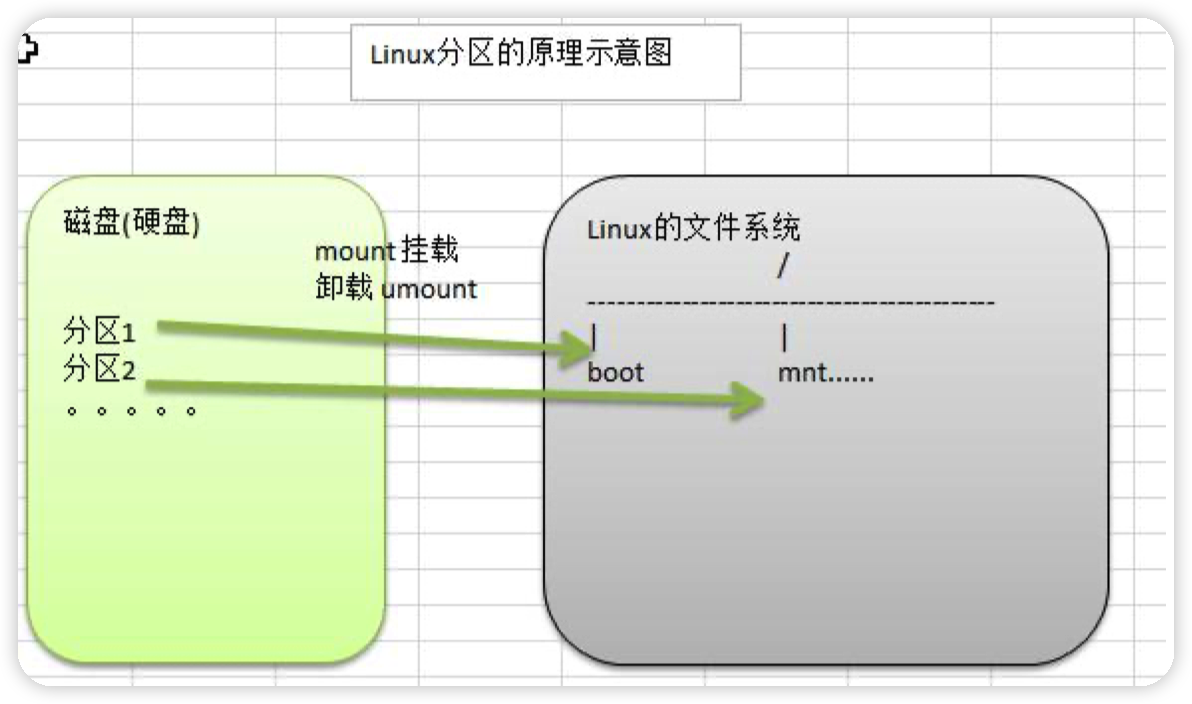 Linux分区的原理示意图
磁盘(硬盘)
mount 挂载
卸载 umount
分区1
分区2
。。。。。
Linux的文件系统
/
---------------------------------------
| |
boot mnt......